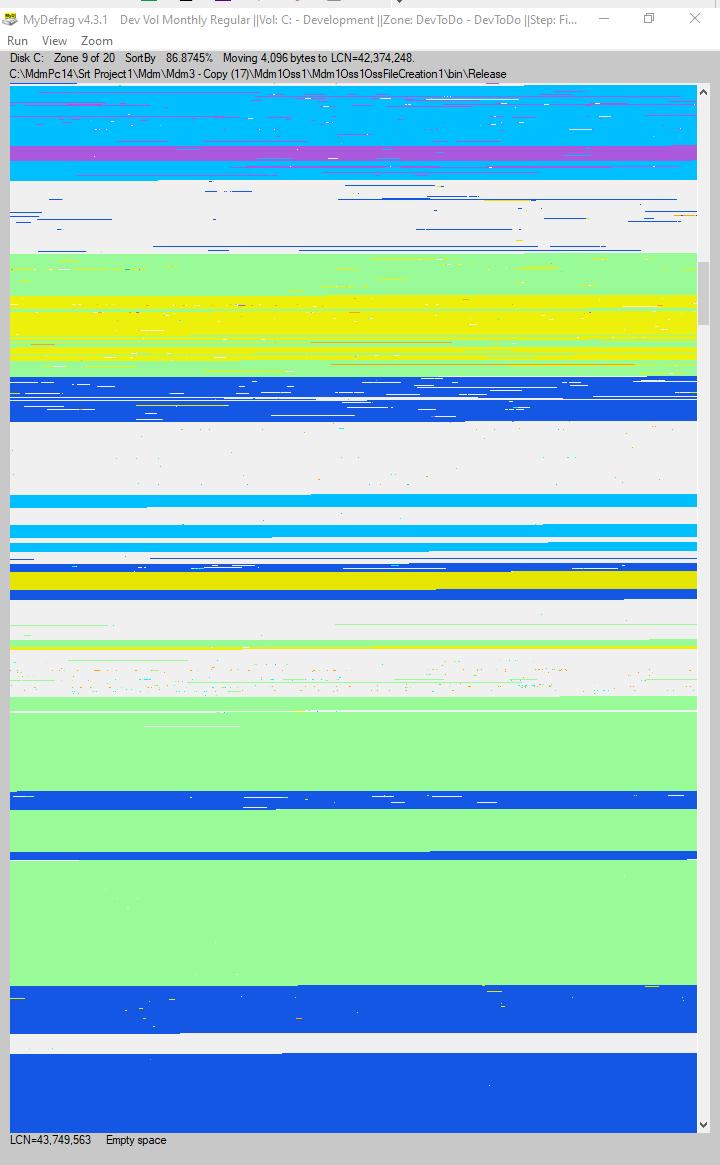 MyDefrag v4.3.1 Dev Vol Monthly Regular ||Vol: C: - Development ||Zone: DevToDo - DevToDo ||Step: Fi...
Run View Zoom
Disk C: Zone 9 of 20 SortBy 86.8745% Moving 4,096 bytes to LCN=42,374,248.
C:\MdmPc14\Srt Project1\Mdm\Mdm3 - Copy (17)\Mdm1Oss1\Mdm1Oss1OssFileCreation1\bin\Release
LCN=43,749,563 Empty space